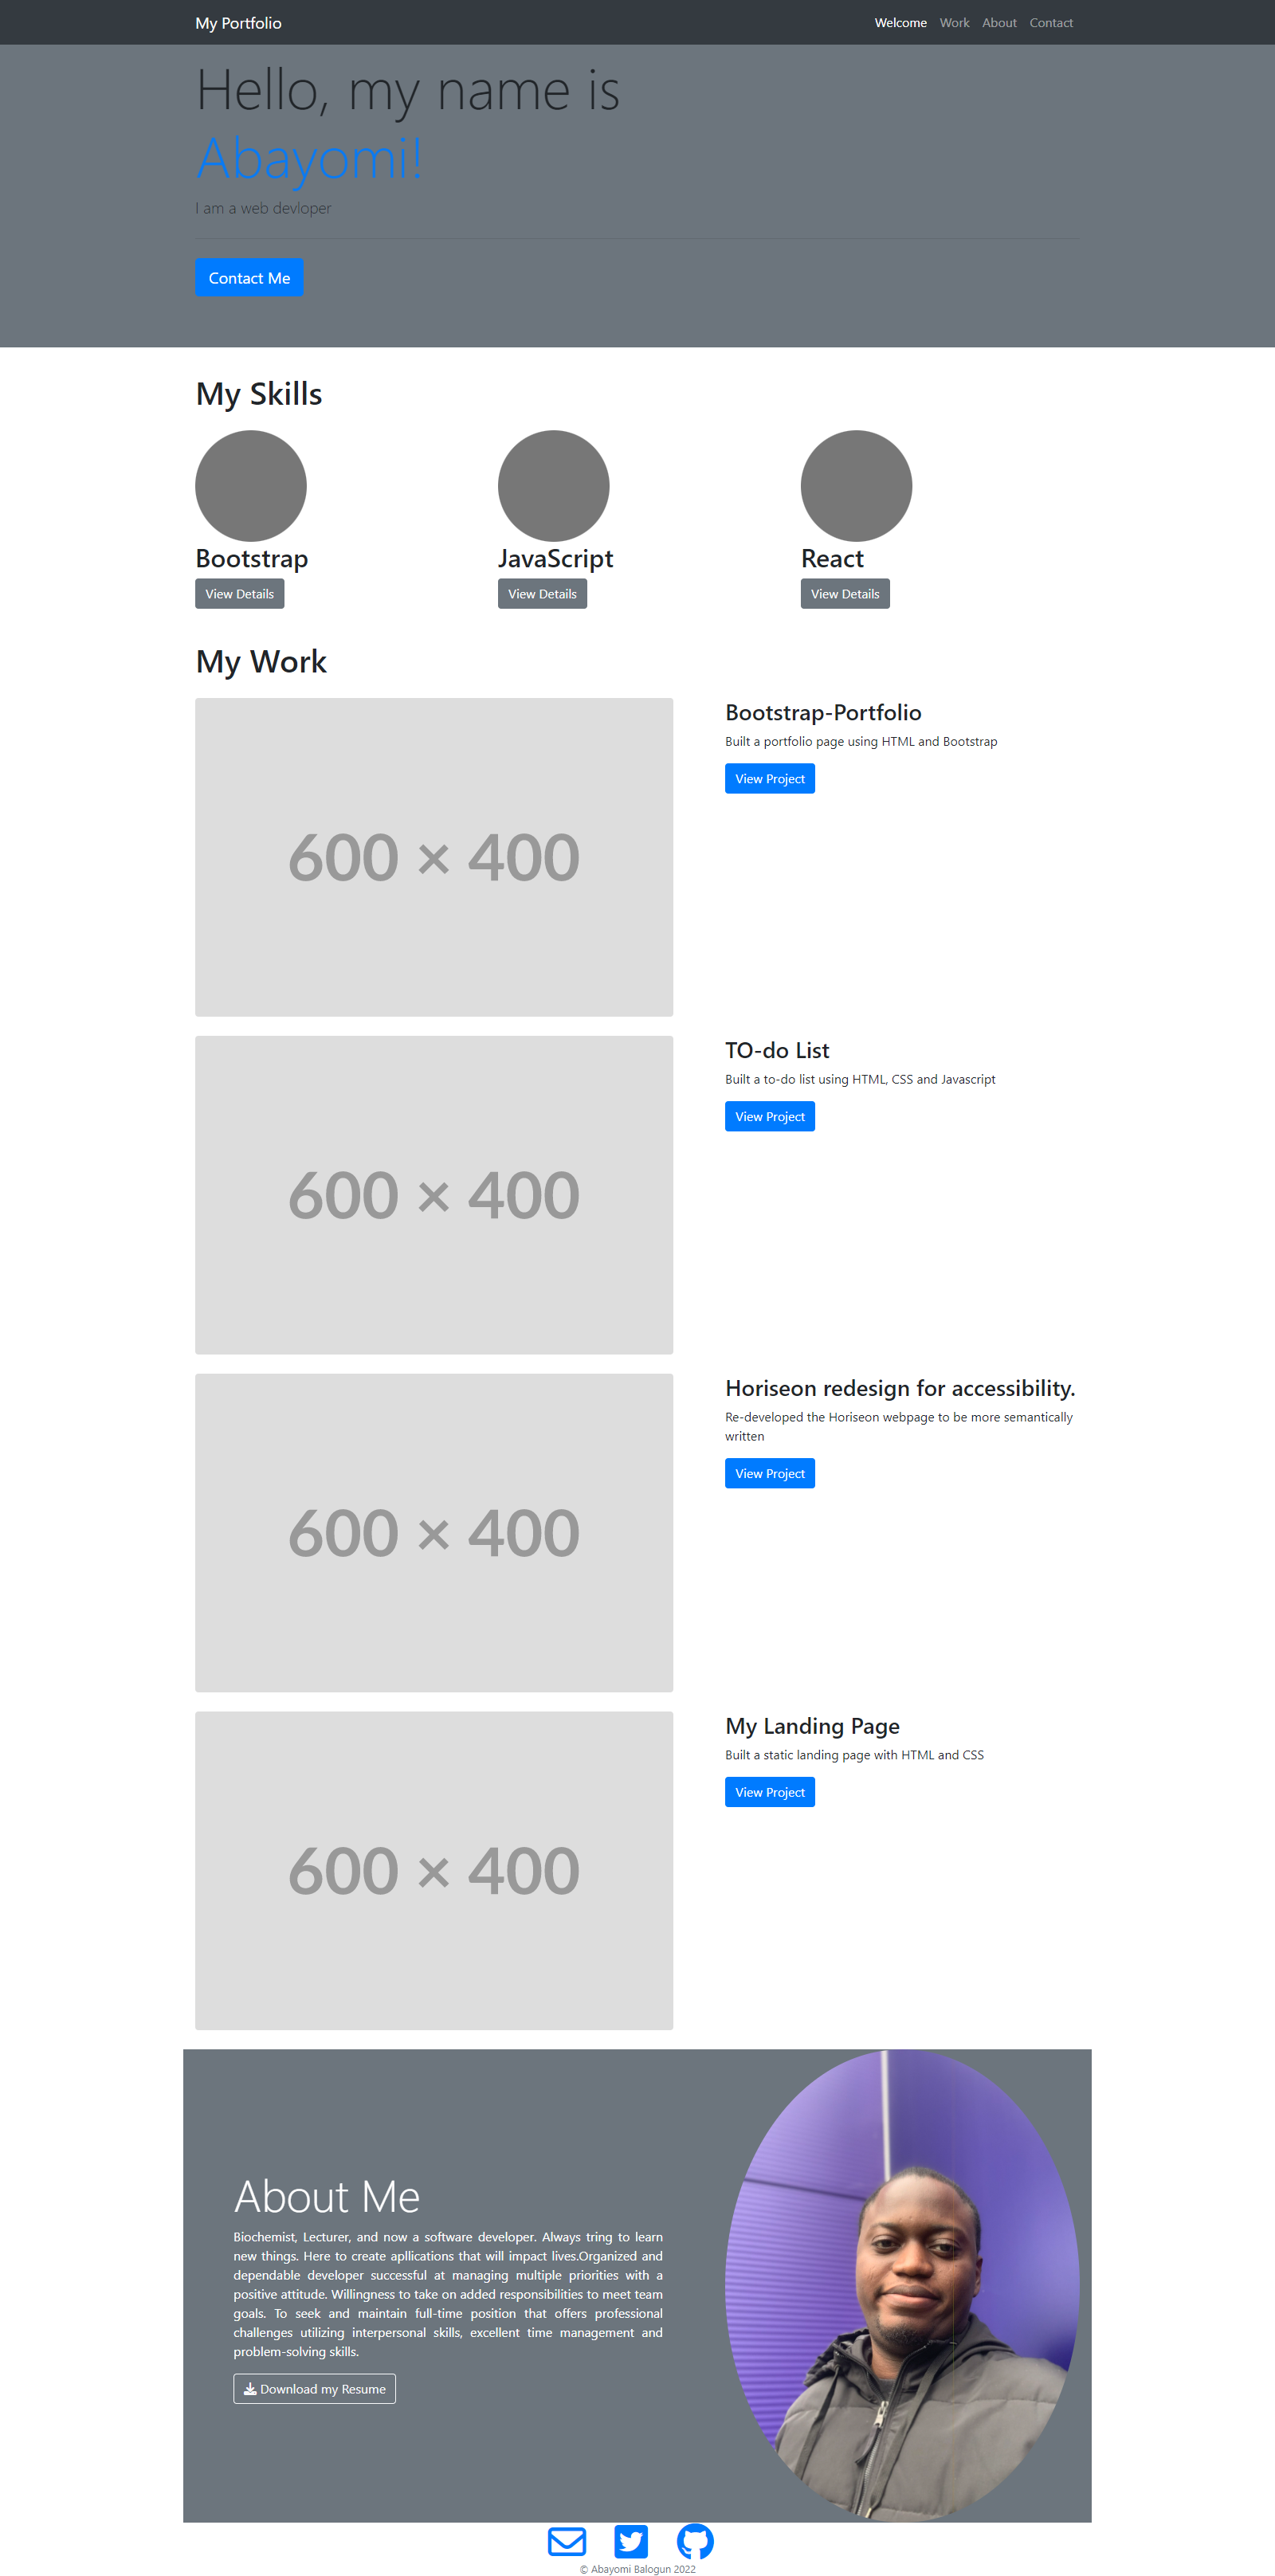 My Portfolio
Welcome Work About Contact
Hello, my name is
Abayomi!
I am a web devloper
Contact Me
My Skills
Bootstrap
View Details
JavaScript
View Details
React
View Details
My Work
600 × 400
Bootstrap-Portfolio
Built a portfolio page using HTML and Bootstrap
View Project
600 × 400
TO-do List
Built a to-do list using HTML, CSS and Javascript
View Project
600 × 400
Horiseon redesign for accessibility.
Re-developed the Horiseon webpage to be more semantically
written
View Project
600 × 400
My Landing Page
Built a static landing page with HTML and CSS
View Project
About Me
Biochemist, Lecturer, and now a software developer. Always tring to learn
new things. Here to create apllications that will impact lives.Organized and
dependable developer successful at managing multiple priorities with a
positive attitude. Willingness to take on added responsibilities to meet team
goals. To seek and maintain full-time position that offers professional
challenges utilizing interpersonal skills, excellent time management and
problem-solving skills.
Download my Resume
© Abayomi Balogun 2022